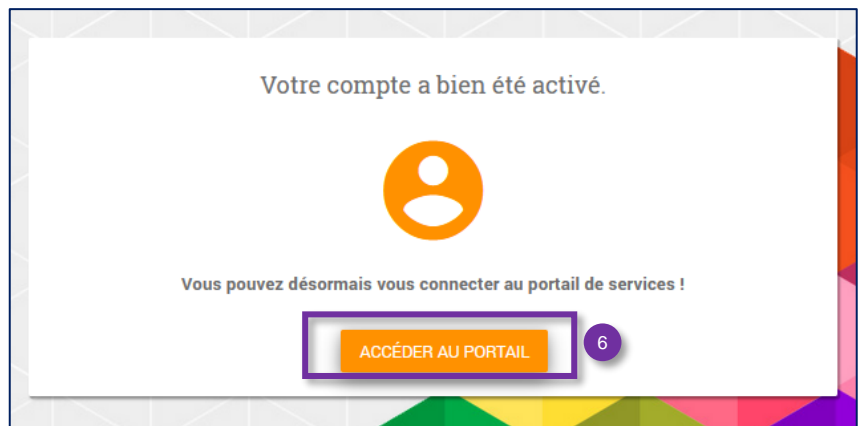 Votre compte a bien été activé.
Vous pouvez désormais vous connecter au portail de services !
ACCÉDER AU PORTAIL
6